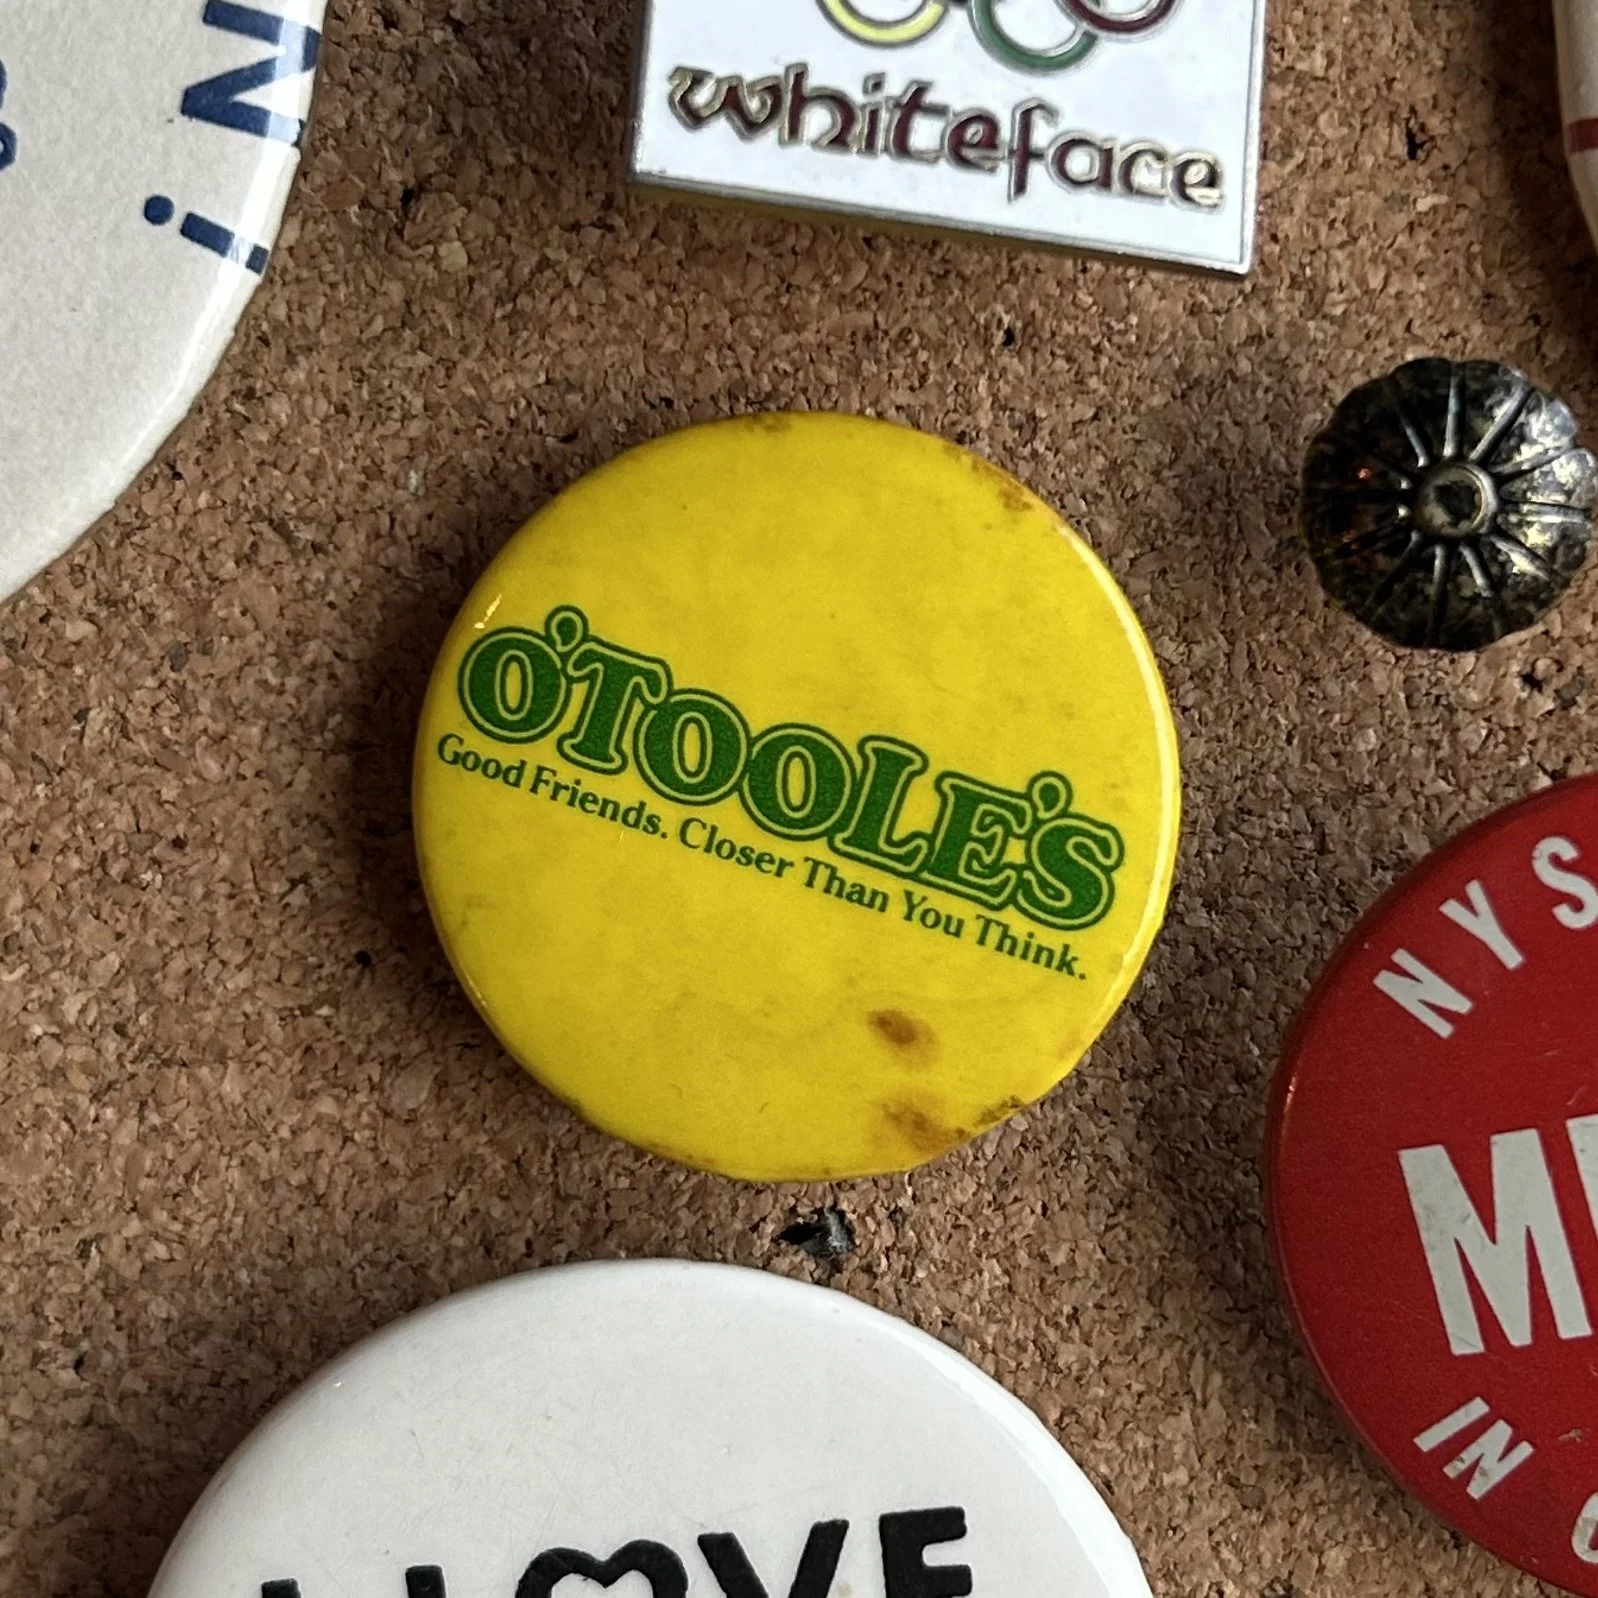 whiteface
O'TOOLE'S
Good Friends. Closer Than You Think.
NYS
IN
LOVE